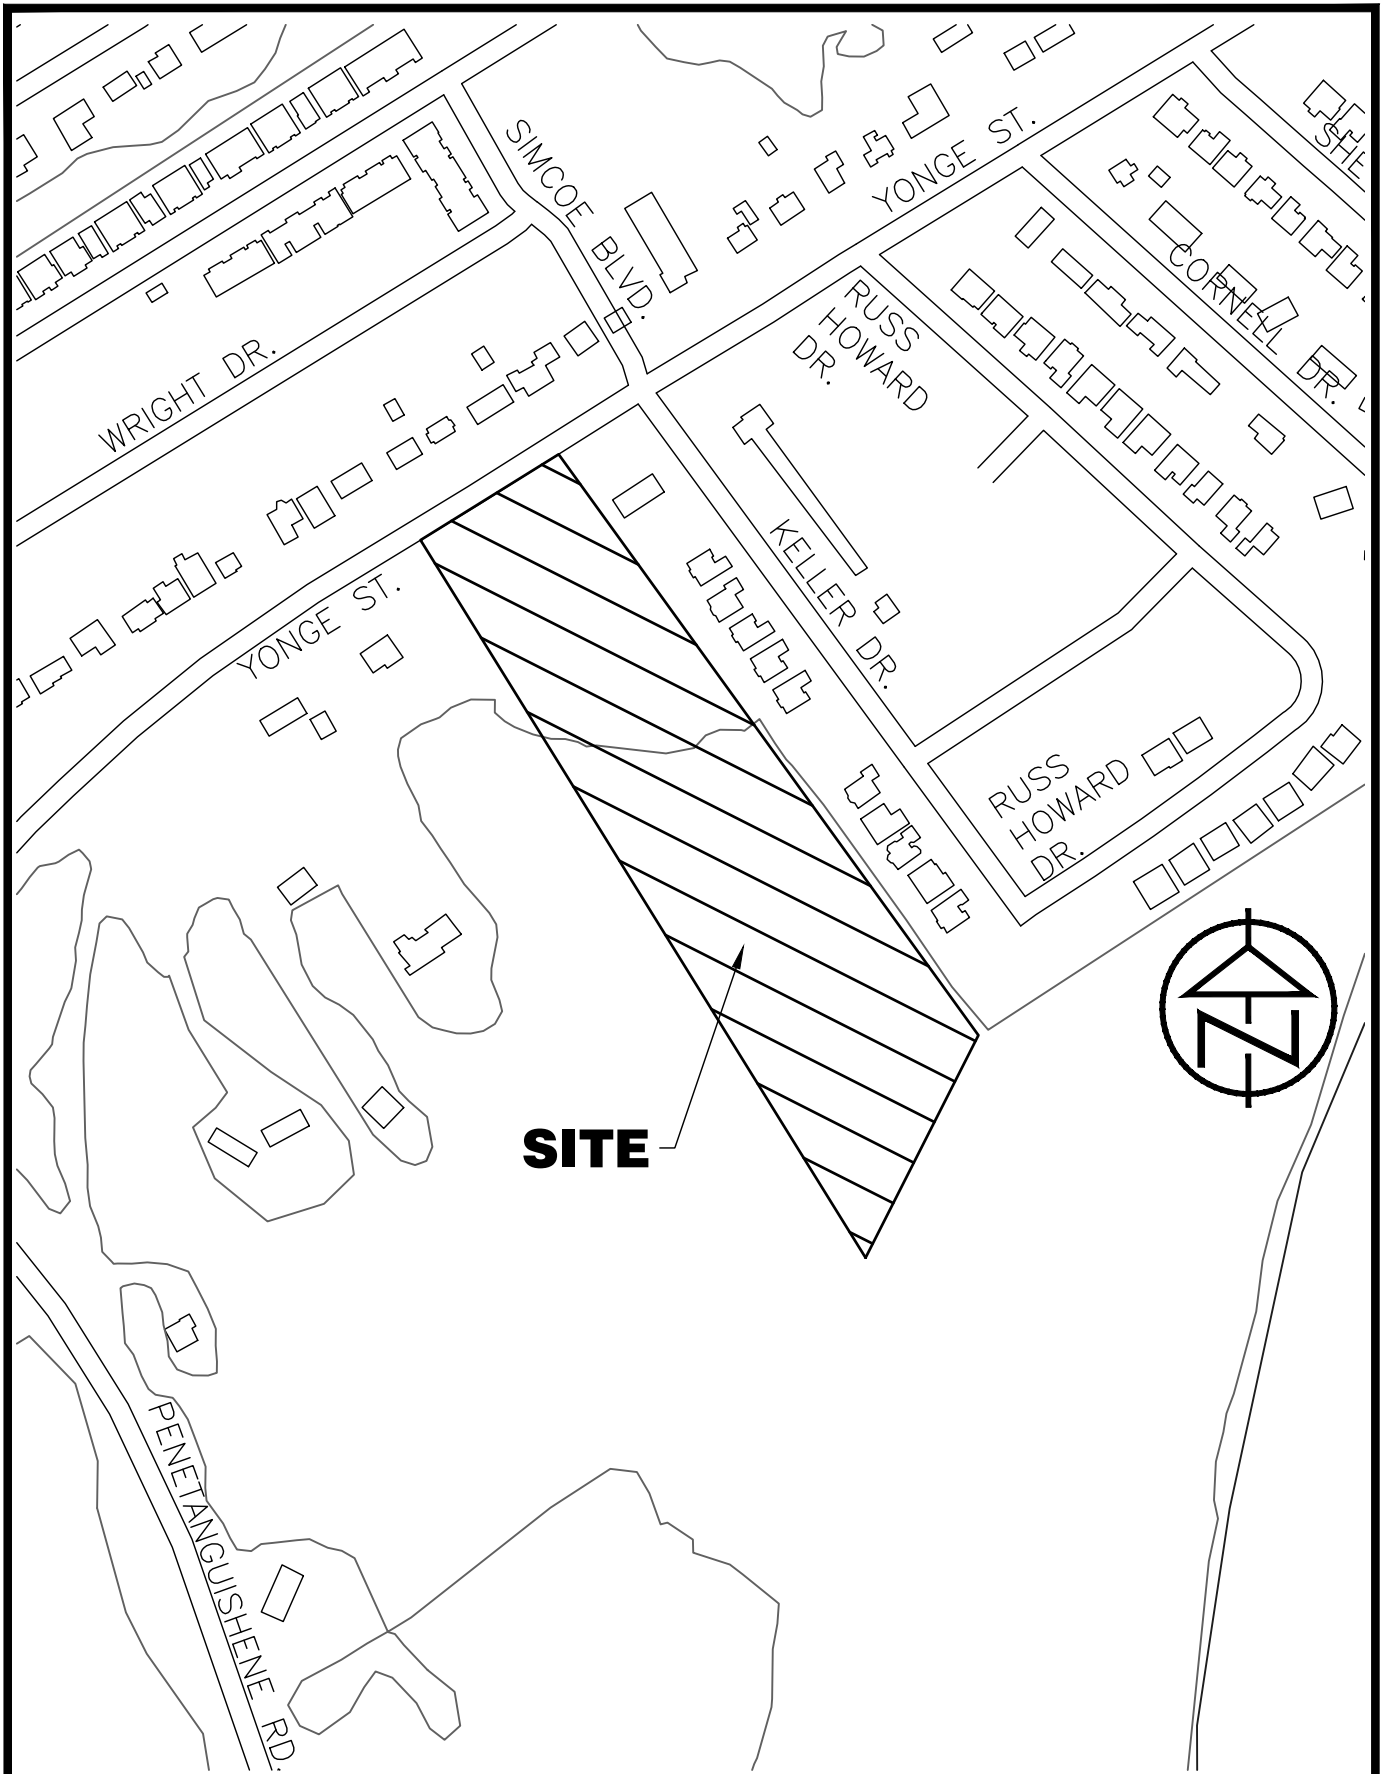 SIMCOE BLVD.
YONGE ST.
SHE
CORNELL DR.
RUSS
HOWARD
DR.
WRIGHT DR.
KELLER DR.
YONGE ST.
RUSS
HOWARD
DR.
N
SITE
PENETANGUISHENE RD.